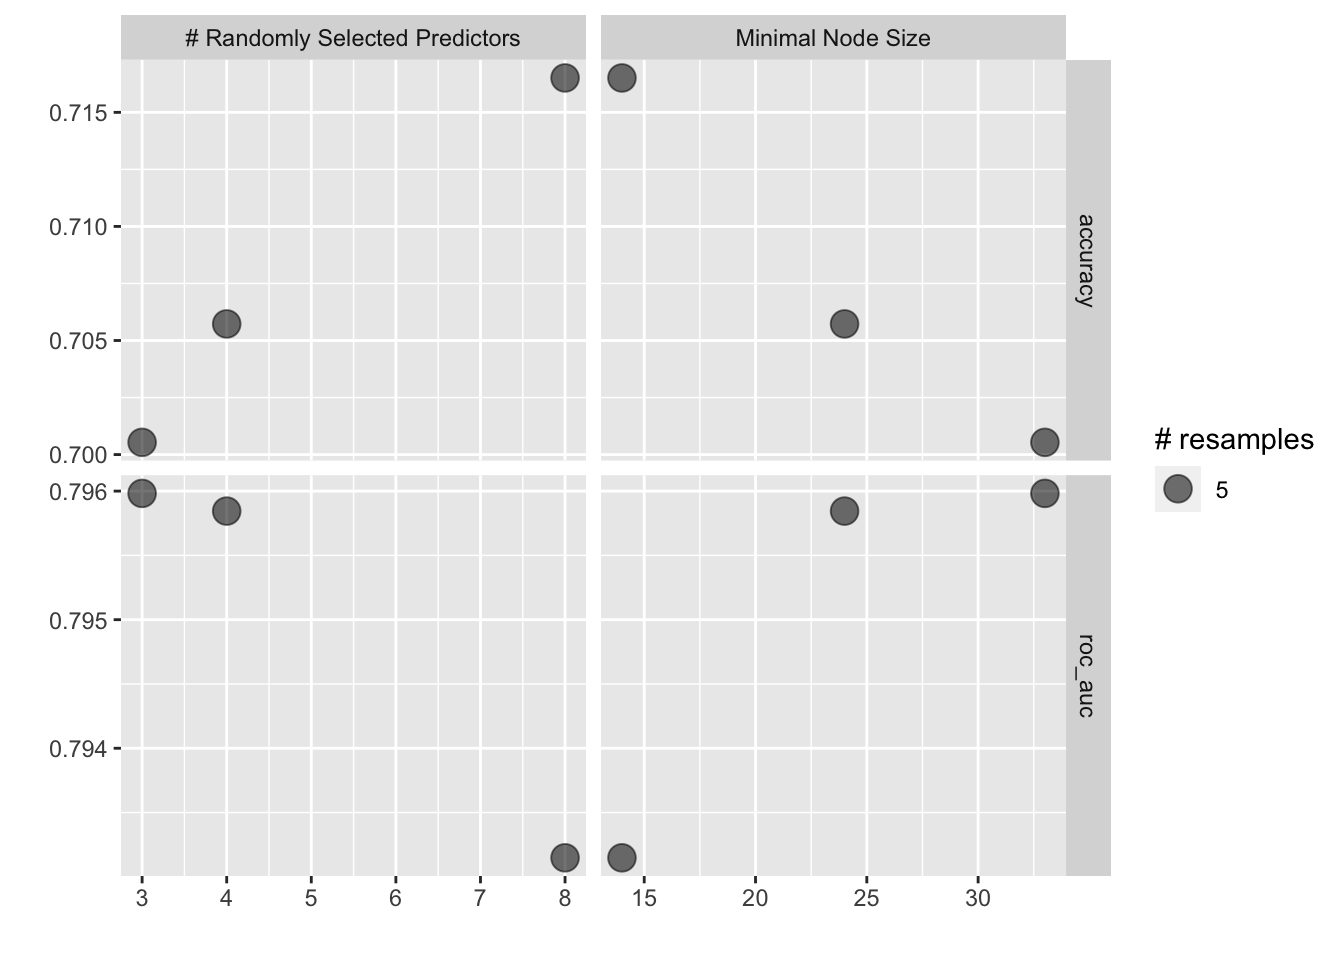 # Randomly Selected Predictors
Minimal Node Size
0.715
0.710
0.705
0.700
accuracy
0.796
0.795
0.794
roc_auc
3 4 5 6 7 8
15 20 25 30
# resamples
5